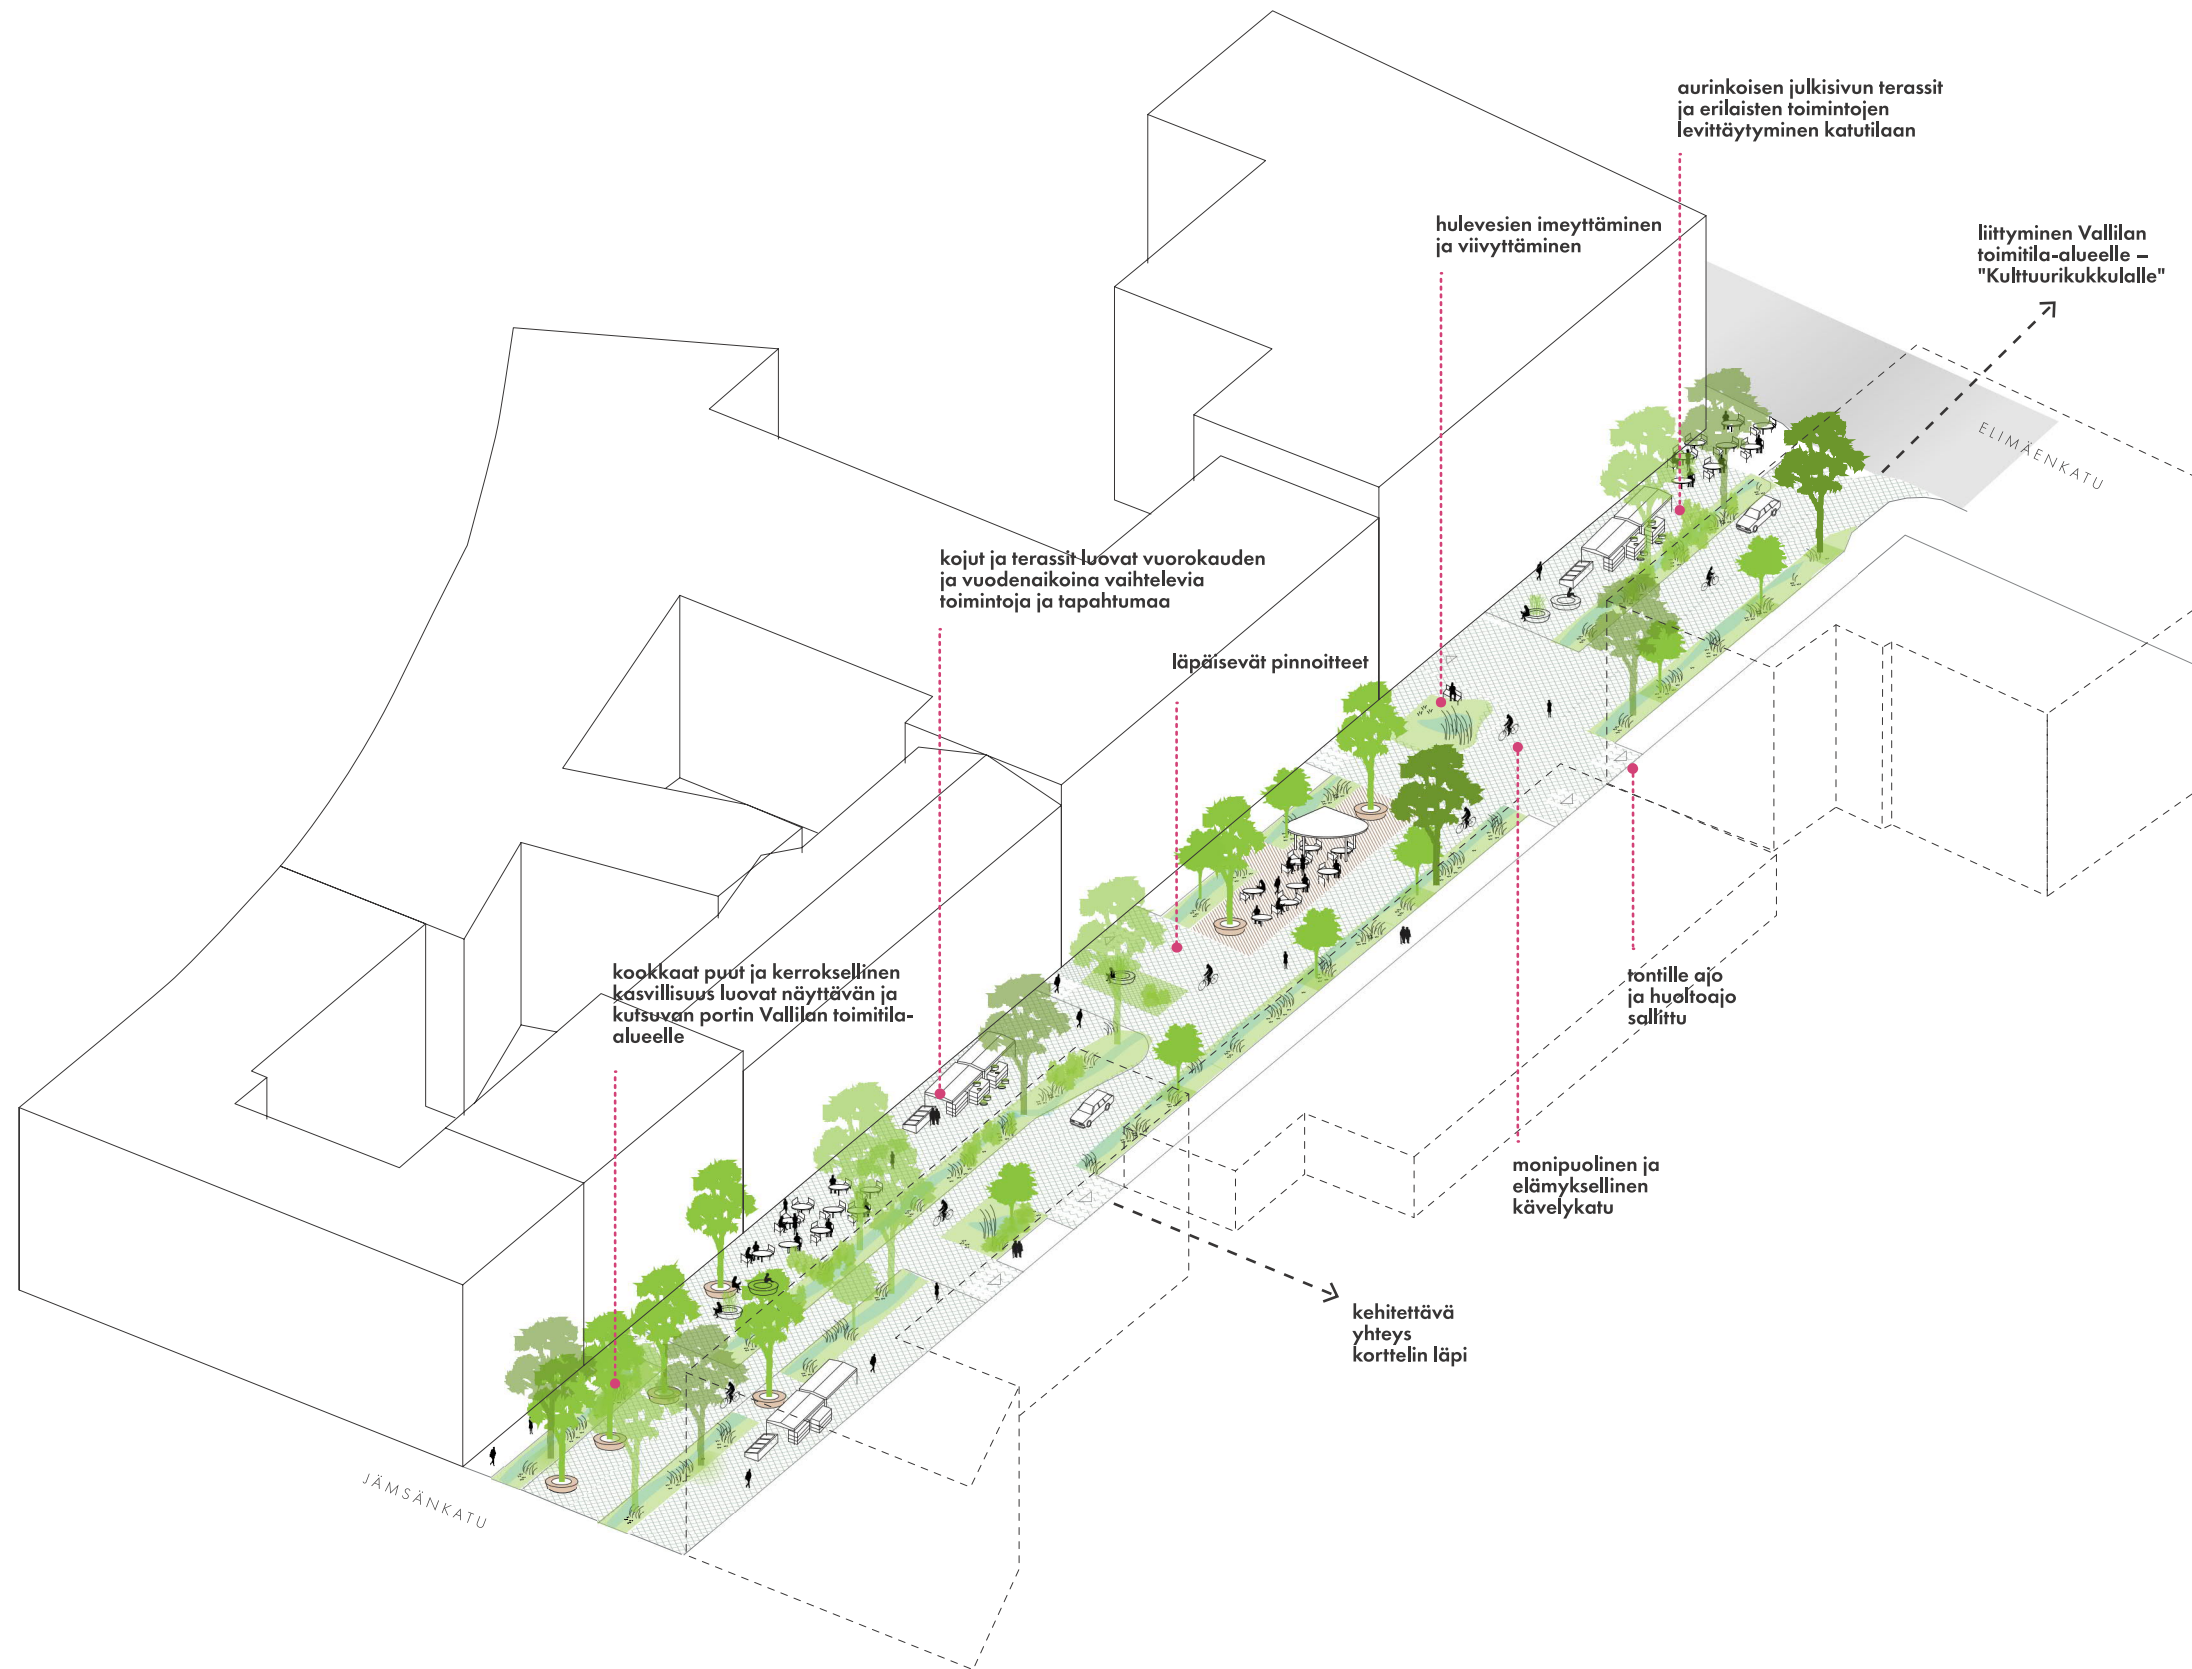 aurinkoisen julkisivun terassit
ja erilaisten toimintojen
levittäytyminen katutilaan
hulevesien imeyttäminen
ja viivyttäminen
liittyminen Vallilan
toimitila-alueelle –
"Kulttuurikukkulalle"
ELIMÄENKATU
kojut ja terassit luovat vuorokauden
ja vuodenaikoina vaihtelevia
toimintoja ja tapahtumaa
läpäisevät pinnoitteet
kookkaat puut ja kerroksellinen
kasvillisuus luovat näyttävän ja
kutsuvan portin Vallilan toimitila-
alueelle
tontille ajo
ja huoltoajo
sallittu
monipuolinen ja
elämyksellinen
kävelykatu
kehitettävä
yhteys
korttelin läpi
JÄMSÄNKATU